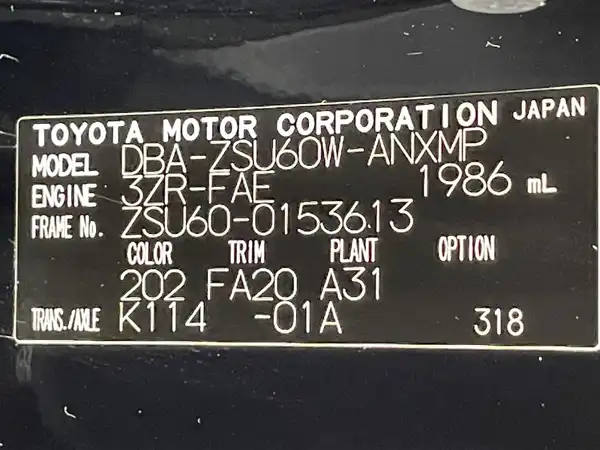 TOYOTA MOTOR CORPORATION JAPAN
MODEL DBA-ZSU60W-ANXMP
ENGINE 3ZR-FAE 1986 mL
FRAME No. ZSU60-0153613
COLOR TRIM PLANT OPTION
202 FA20 A31
TRANS./AXLE K114 -01A 318